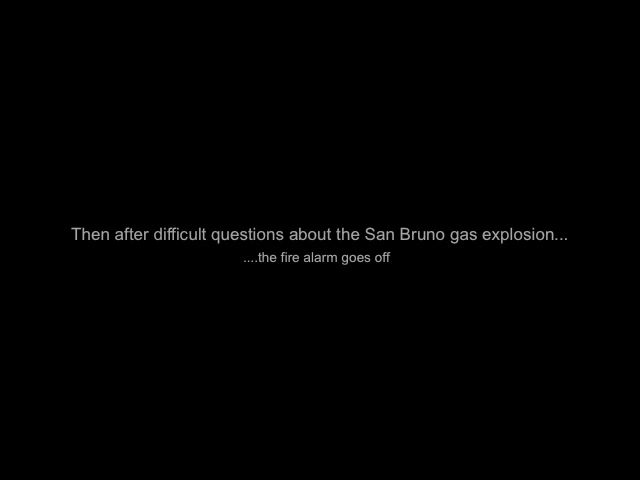 Then after difficult questions about the San Bruno gas explosion...
....the fire alarm goes off